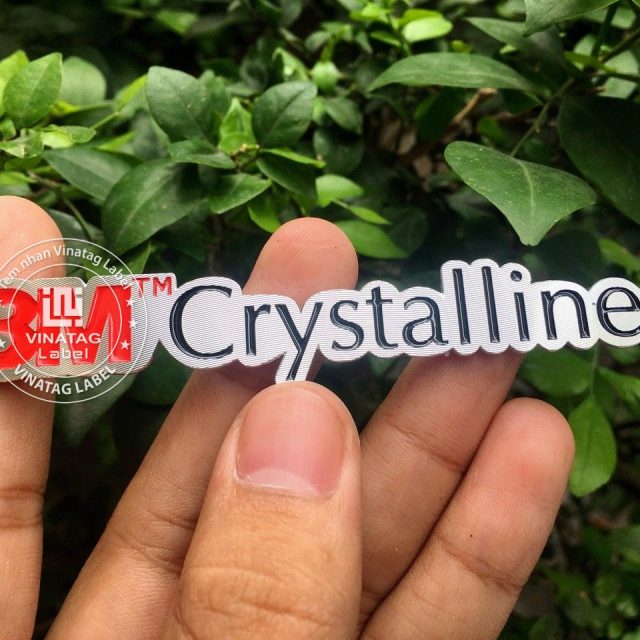 3M™ Crystalline
tem nhan Vinatag Label
VINATAG
Label
VINATAG LABEL